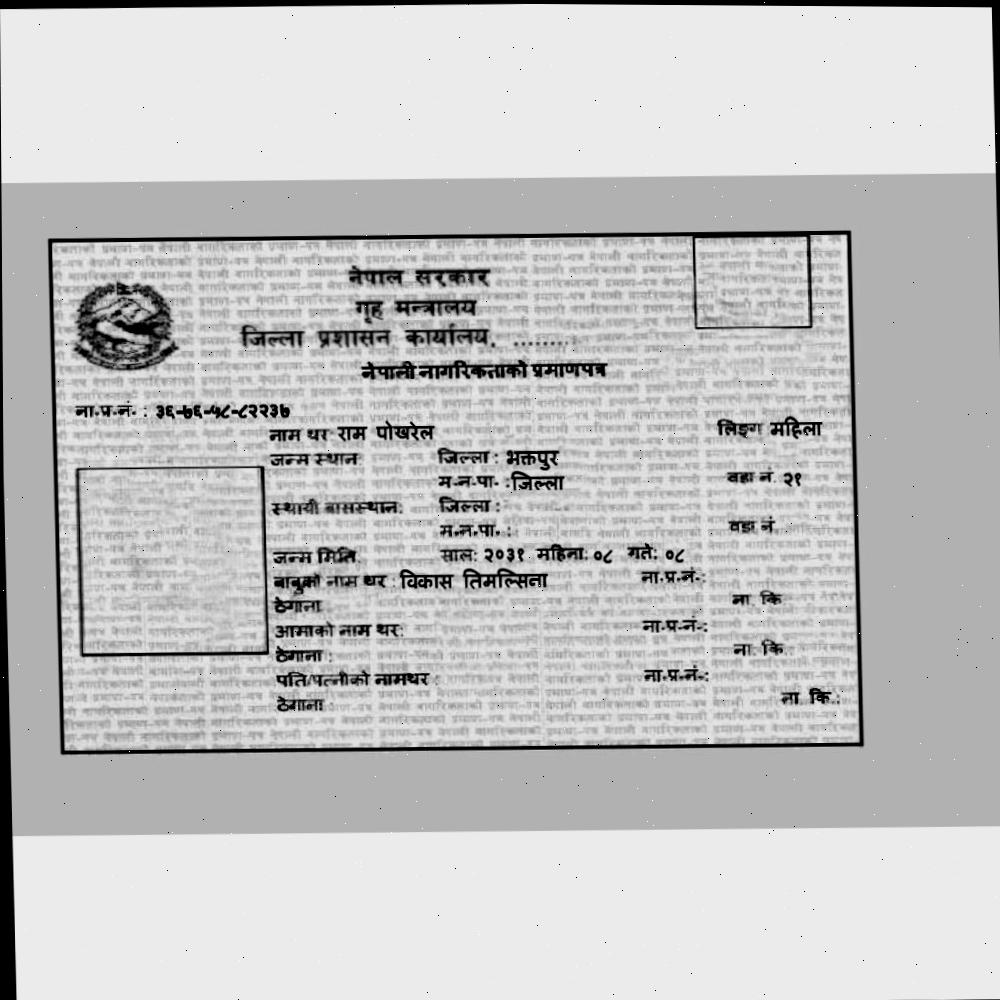 नेपाल सरकार
गृह मन्त्रालय
जिल्ला प्रशासन कार्यालय, ........
नेपाली नागरिकताको प्रमाणपत्र
ना.प्र.नं. : ३६-७६-५८-८२२३७
नाम थर: राम पोखरेल लिङ्ग महिला
जन्म स्थान: जिल्ला : भक्तपुर
म.न.पा. : जिल्ला वडा नं. २१
स्थायी बासस्थान: जिल्ला :
म.न.पा. : वडा नं.
जन्म मिति: साल: २०३१ महिना: ०८ गते: ०८
बाबुको नाम थर : विकास तिमल्सिना ना.प्र.नं.:
ठेगाना ना. कि
आमाको नाम थर: ना.प्र.नं.:
ठेगाना : ना. कि.:
पति/पत्नीको नामथर : ना.प्र.नं.:
ठेगाना : ना. कि.: